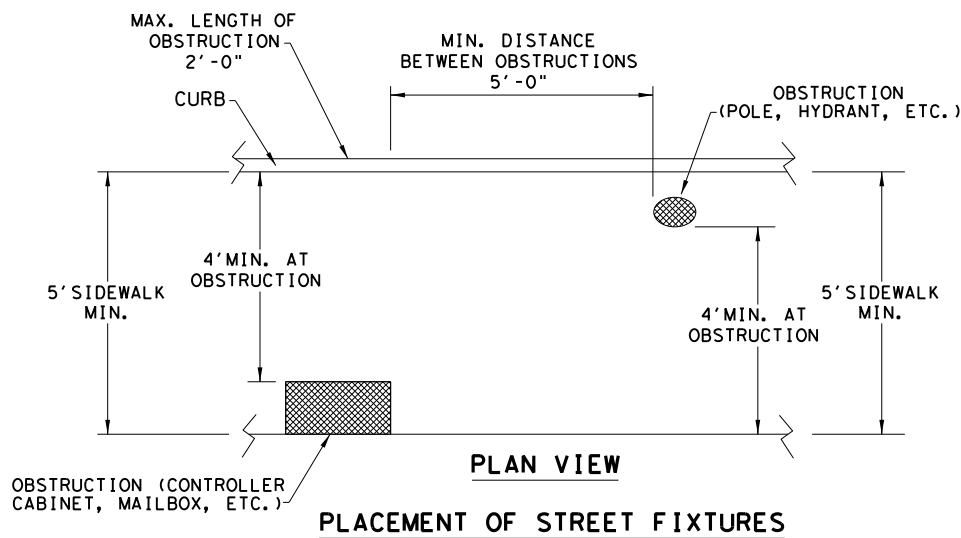 MAX. LENGTH OF
OBSTRUCTION
2'-0"
CURB
MIN. DISTANCE
BETWEEN OBSTRUCTIONS
5'-0"
OBSTRUCTION
(POLE, HYDRANT, ETC.)
5' SIDEWALK
MIN.
4' MIN. AT
OBSTRUCTION
4' MIN. AT
OBSTRUCTION
5' SIDEWALK
MIN.
OBSTRUCTION (CONTROLLER
CABINET, MAILBOX, ETC.)
PLAN VIEW
PLACEMENT OF STREET FIXTURES